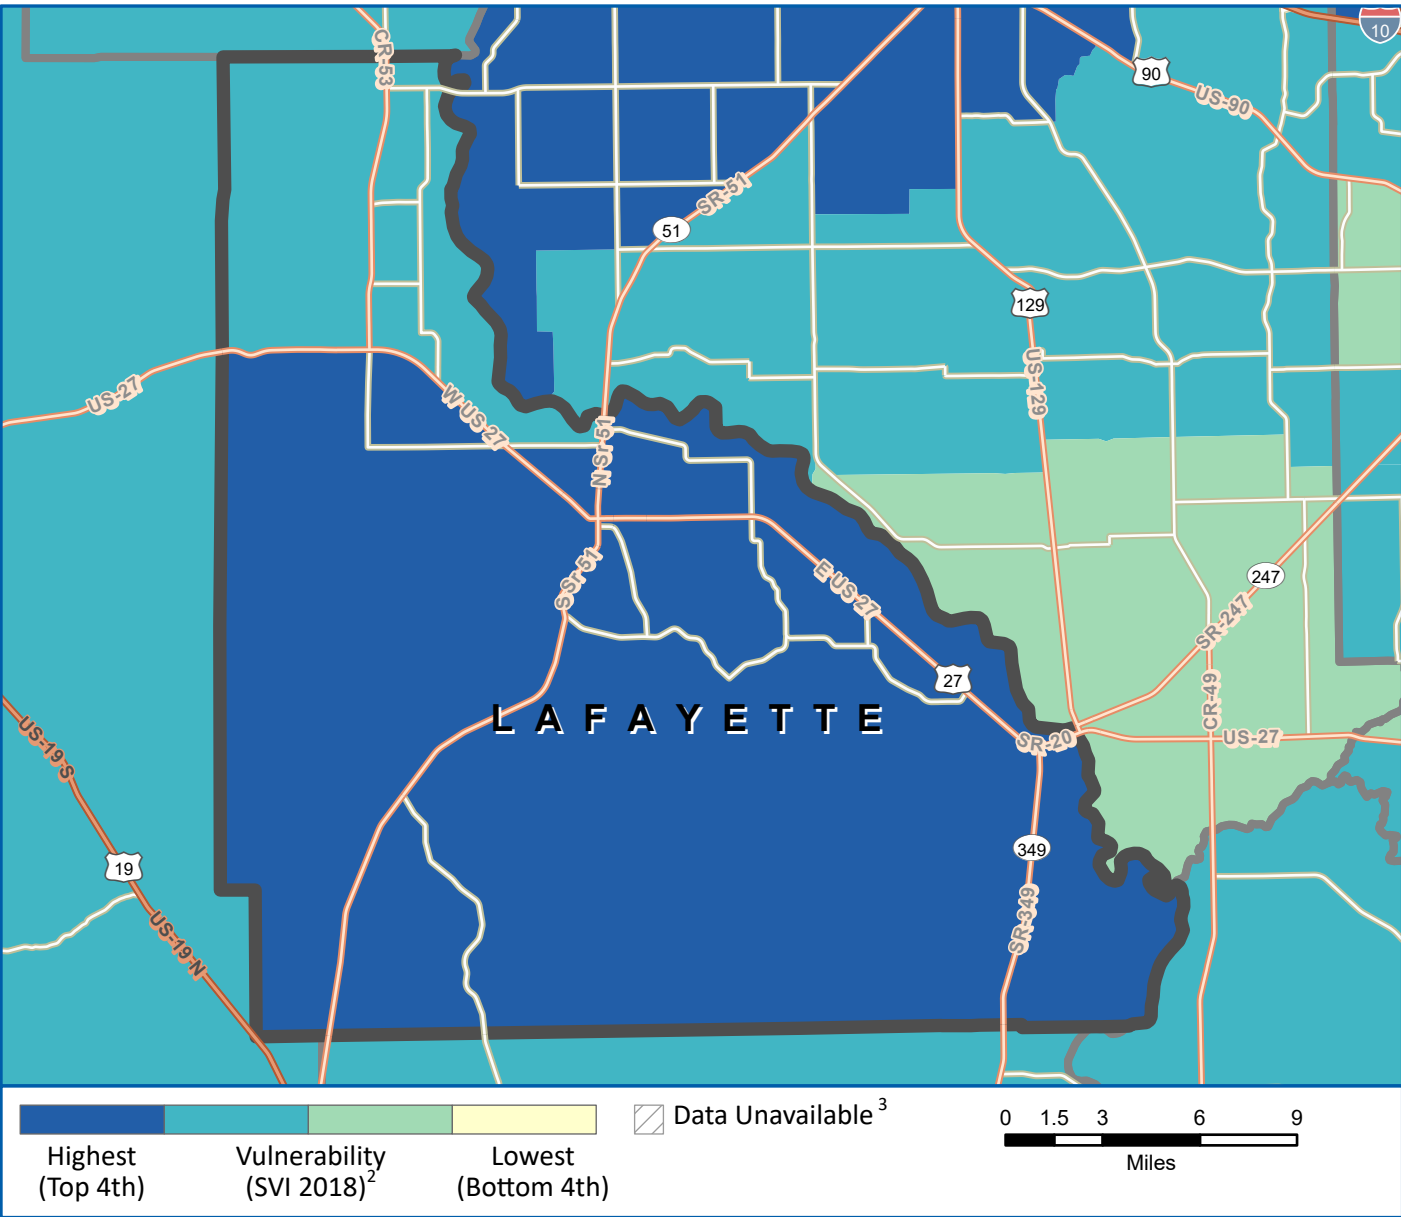 CR-53
10
90
US-90
SR-51
51
129
US-129
US-27
W US 27
N Sr 51
S Sr 51
E US 27
247
SR-247
27
LAFAYETTE
CR-49
SR-20
US-27
US-19 S
19
349
US-19 N
SR-349
Data Unavailable 3
0 1.5 3 6 9
Miles
Highest
(Top 4th)
Vulnerability
(SVI 2018)2
Lowest
(Bottom 4th)